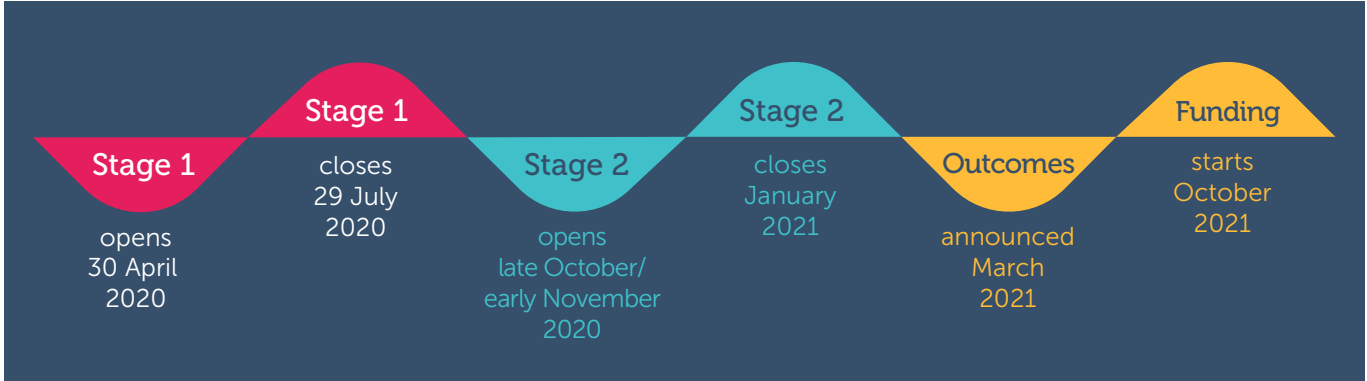 Stage 1
opens
30 April
2020
Stage 1
closes
29 July
2020
Stage 2
opens
late October/
early November
2020
Stage 2
closes
January
2021
Outcomes
announced
March
2021
Funding
starts
October
2021